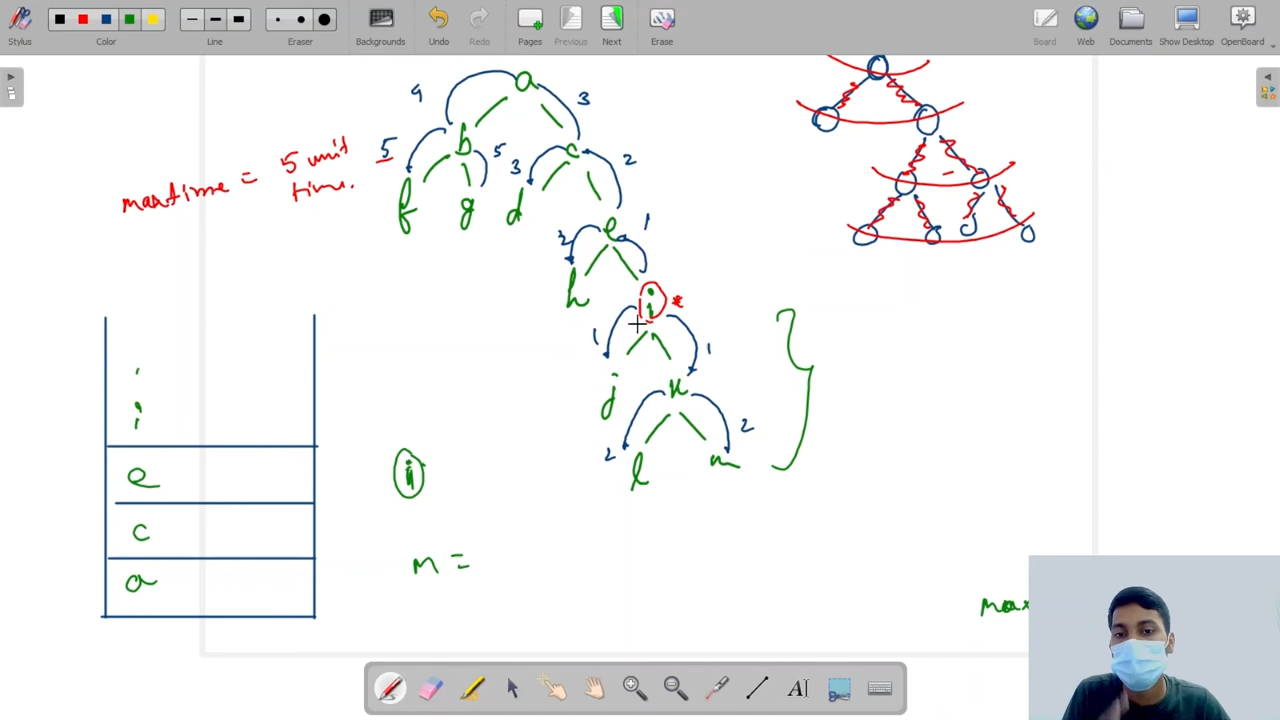 Stylus
Color
Line
Eraser
Backgrounds
Undo
Redo
Pages
Previous
Next
Erase
Board
Web
Documents
Show Desktop
OpenBoard
a
4
3
5
b
5
3
c
2
maxtime = 5 unit
time.
f
g
d
e
1
2
h
i
*
1
1
j
k
2
2
l
m
i
e
c
a
i
m =
max